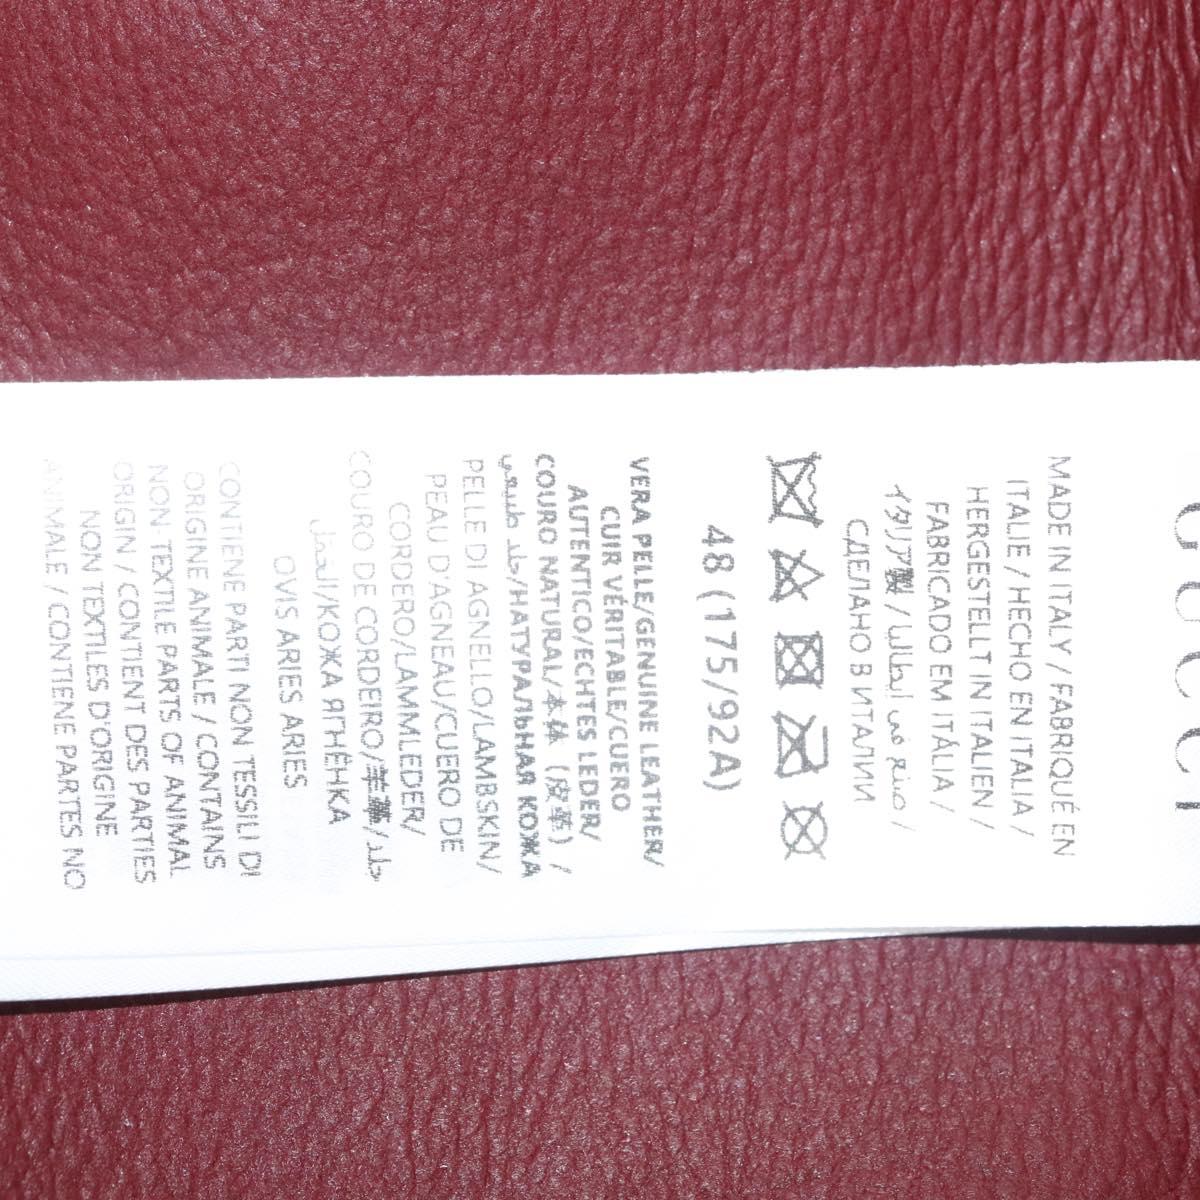 GUCCI
MADE IN ITALY / FABRIQUÉ EN
ITALIE / HECHO EN ITALIA /
HERGESTELLT IN ITALIEN /
FABRICADO EM ITÁLIA /
イタリア製 / صنع في إيطاليا /
СДЕЛАНО В ИТАЛИИ
48 (175/92A)
VERA PELLE/GENUINE LEATHER/
CUIR VÉRITABLE/CUERO
AUTENTICO/ECHTES LEDER/
COURO NATURAL/本体 (皮革) /
جلد طبيعي/НАТУРАЛЬНАЯ КОЖА
PELLE DI AGNELLO/LAMBSKIN/
PEAU D'AGNEAU/CUERO DE
CORDERO/LAMMLEDER/
COURO DE CORDEIRO/羊革/جلد
الحمل/КОЖА ЯГНЁНКА
OVIS ARIES ARIES
CONTIENE PARTI NON TESSILI DI
ORIGINE ANIMALE / CONTAINS
NON-TEXTILE PARTS OF ANIMAL
ORIGIN / CONTIENT DES PARTIES
NON TEXTILES D'ORIGINE
ANIMALE / CONTIENE PARTES NO